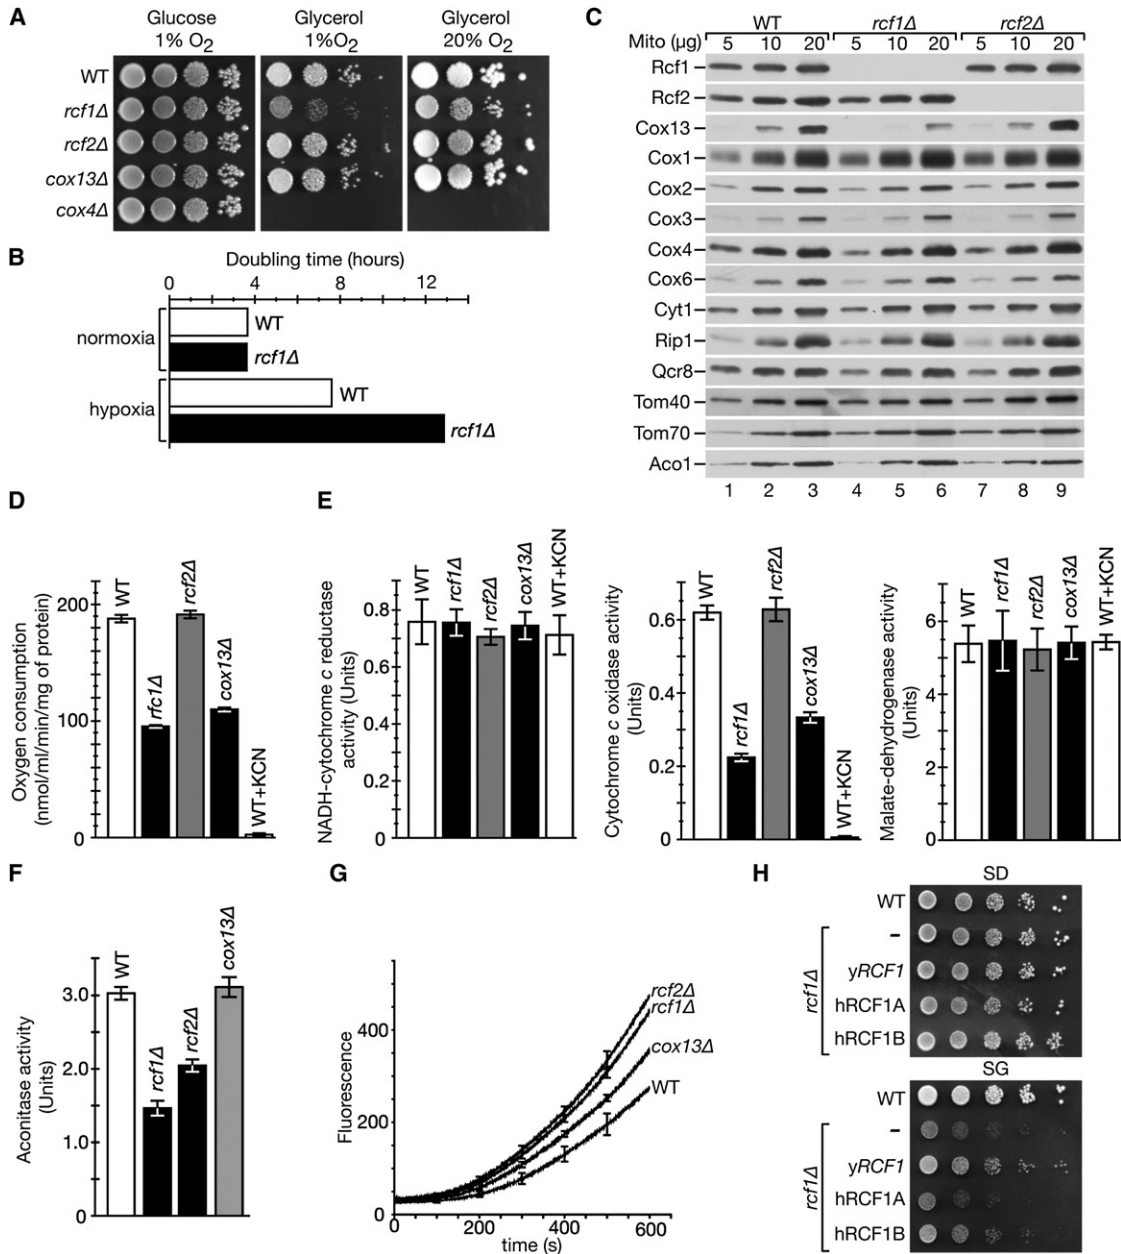 A
Glucose
1% O2
Glycerol
1%O2
Glycerol
20% O2
WT
rcf1Δ
rcf2Δ
cox13Δ
cox4Δ
B
Doubling time (hours)
0 4 8 12
normoxia
WT
rcf1Δ
hypoxia
WT
rcf1Δ
C
WT rcf1Δ rcf2Δ
Mito (µg) 5 10 20 5 10 20 5 10 20
Rcf1
Rcf2
Cox13
Cox1
Cox2
Cox3
Cox4
Cox6
Cyt1
Rip1
Qcr8
Tom40
Tom70
Aco1
1 2 3 4 5 6 7 8 9
D
Oxygen consumption
(nmol/ml/min/mg of protein)
200
100
0
WT
rfc1Δ
rcf2Δ
cox13Δ
WT+KCN
E
NADH-cytochrome c reductase
activity (Units)
0.8
0.6
0.4
0.2
0
WT
rcf1Δ
rcf2Δ
cox13Δ
WT+KCN
Cytochrome c oxidase activity
(Units)
0.6
0.4
0.2
0
WT
rcf1Δ
rcf2Δ
cox13Δ
WT+KCN
Malate-dehydrogenase activity
(Units)
6
4
2
0
WT
rcf1Δ
rcf2Δ
cox13Δ
WT+KCN
F
Aconitase activity
(Units)
3.0
2.0
1.0
0
WT
rcf1Δ
rcf2Δ
cox13Δ
G
Fluorescence
400
200
0
0 200 400 600
time (s)
rcf2Δ
rcf1Δ
cox13Δ
WT
H
SD
WT
rcf1Δ
–
yRCF1
hRCF1A
hRCF1B
SG
WT
rcf1Δ
–
yRCF1
hRCF1A
hRCF1B